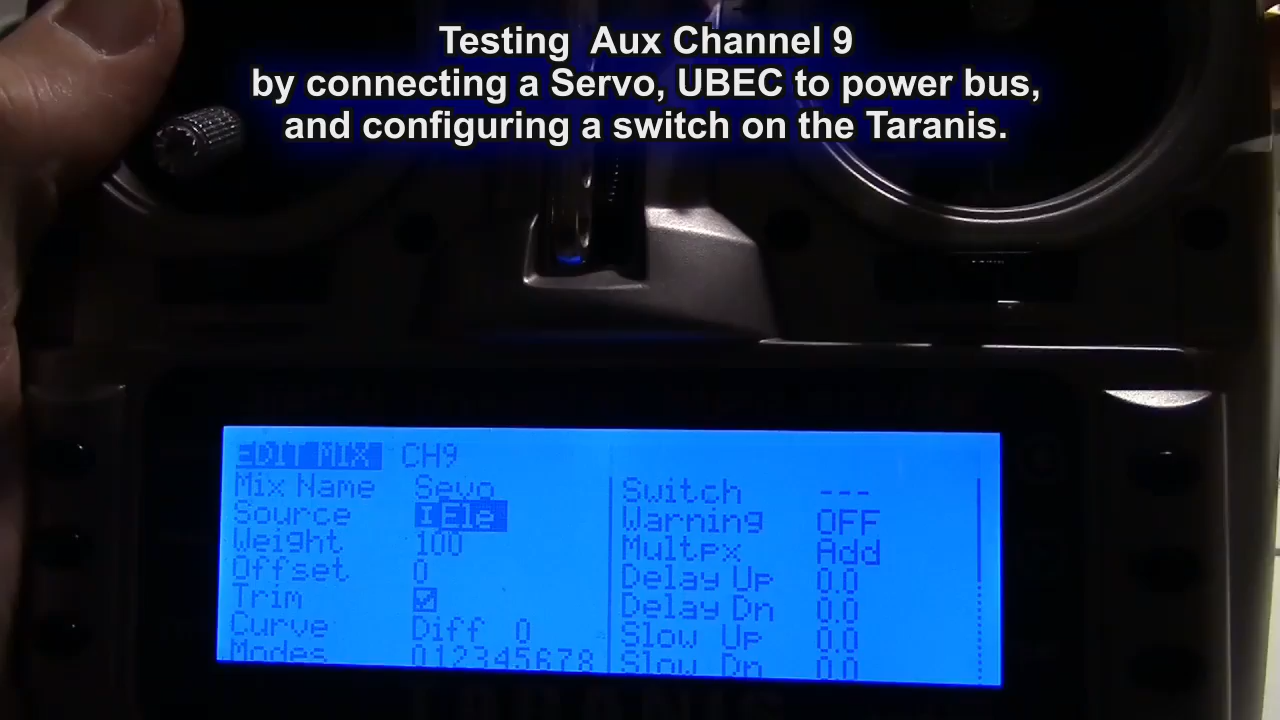 Testing Aux Channel 9
by connecting a Servo, UBEC to power bus,
and configuring a switch on the Taranis.
EDIT MIX CH9
Mix Name Sevo
Source I Ele
Weight 100
Offset 0
Trim
Curve Diff 0
Modes 012345678
Switch ---
Warning OFF
Multpx Add
Delay Up 0.0
Delay Dn 0.0
Slow Up 0.0
Slow Dn 0.0
TARANIS